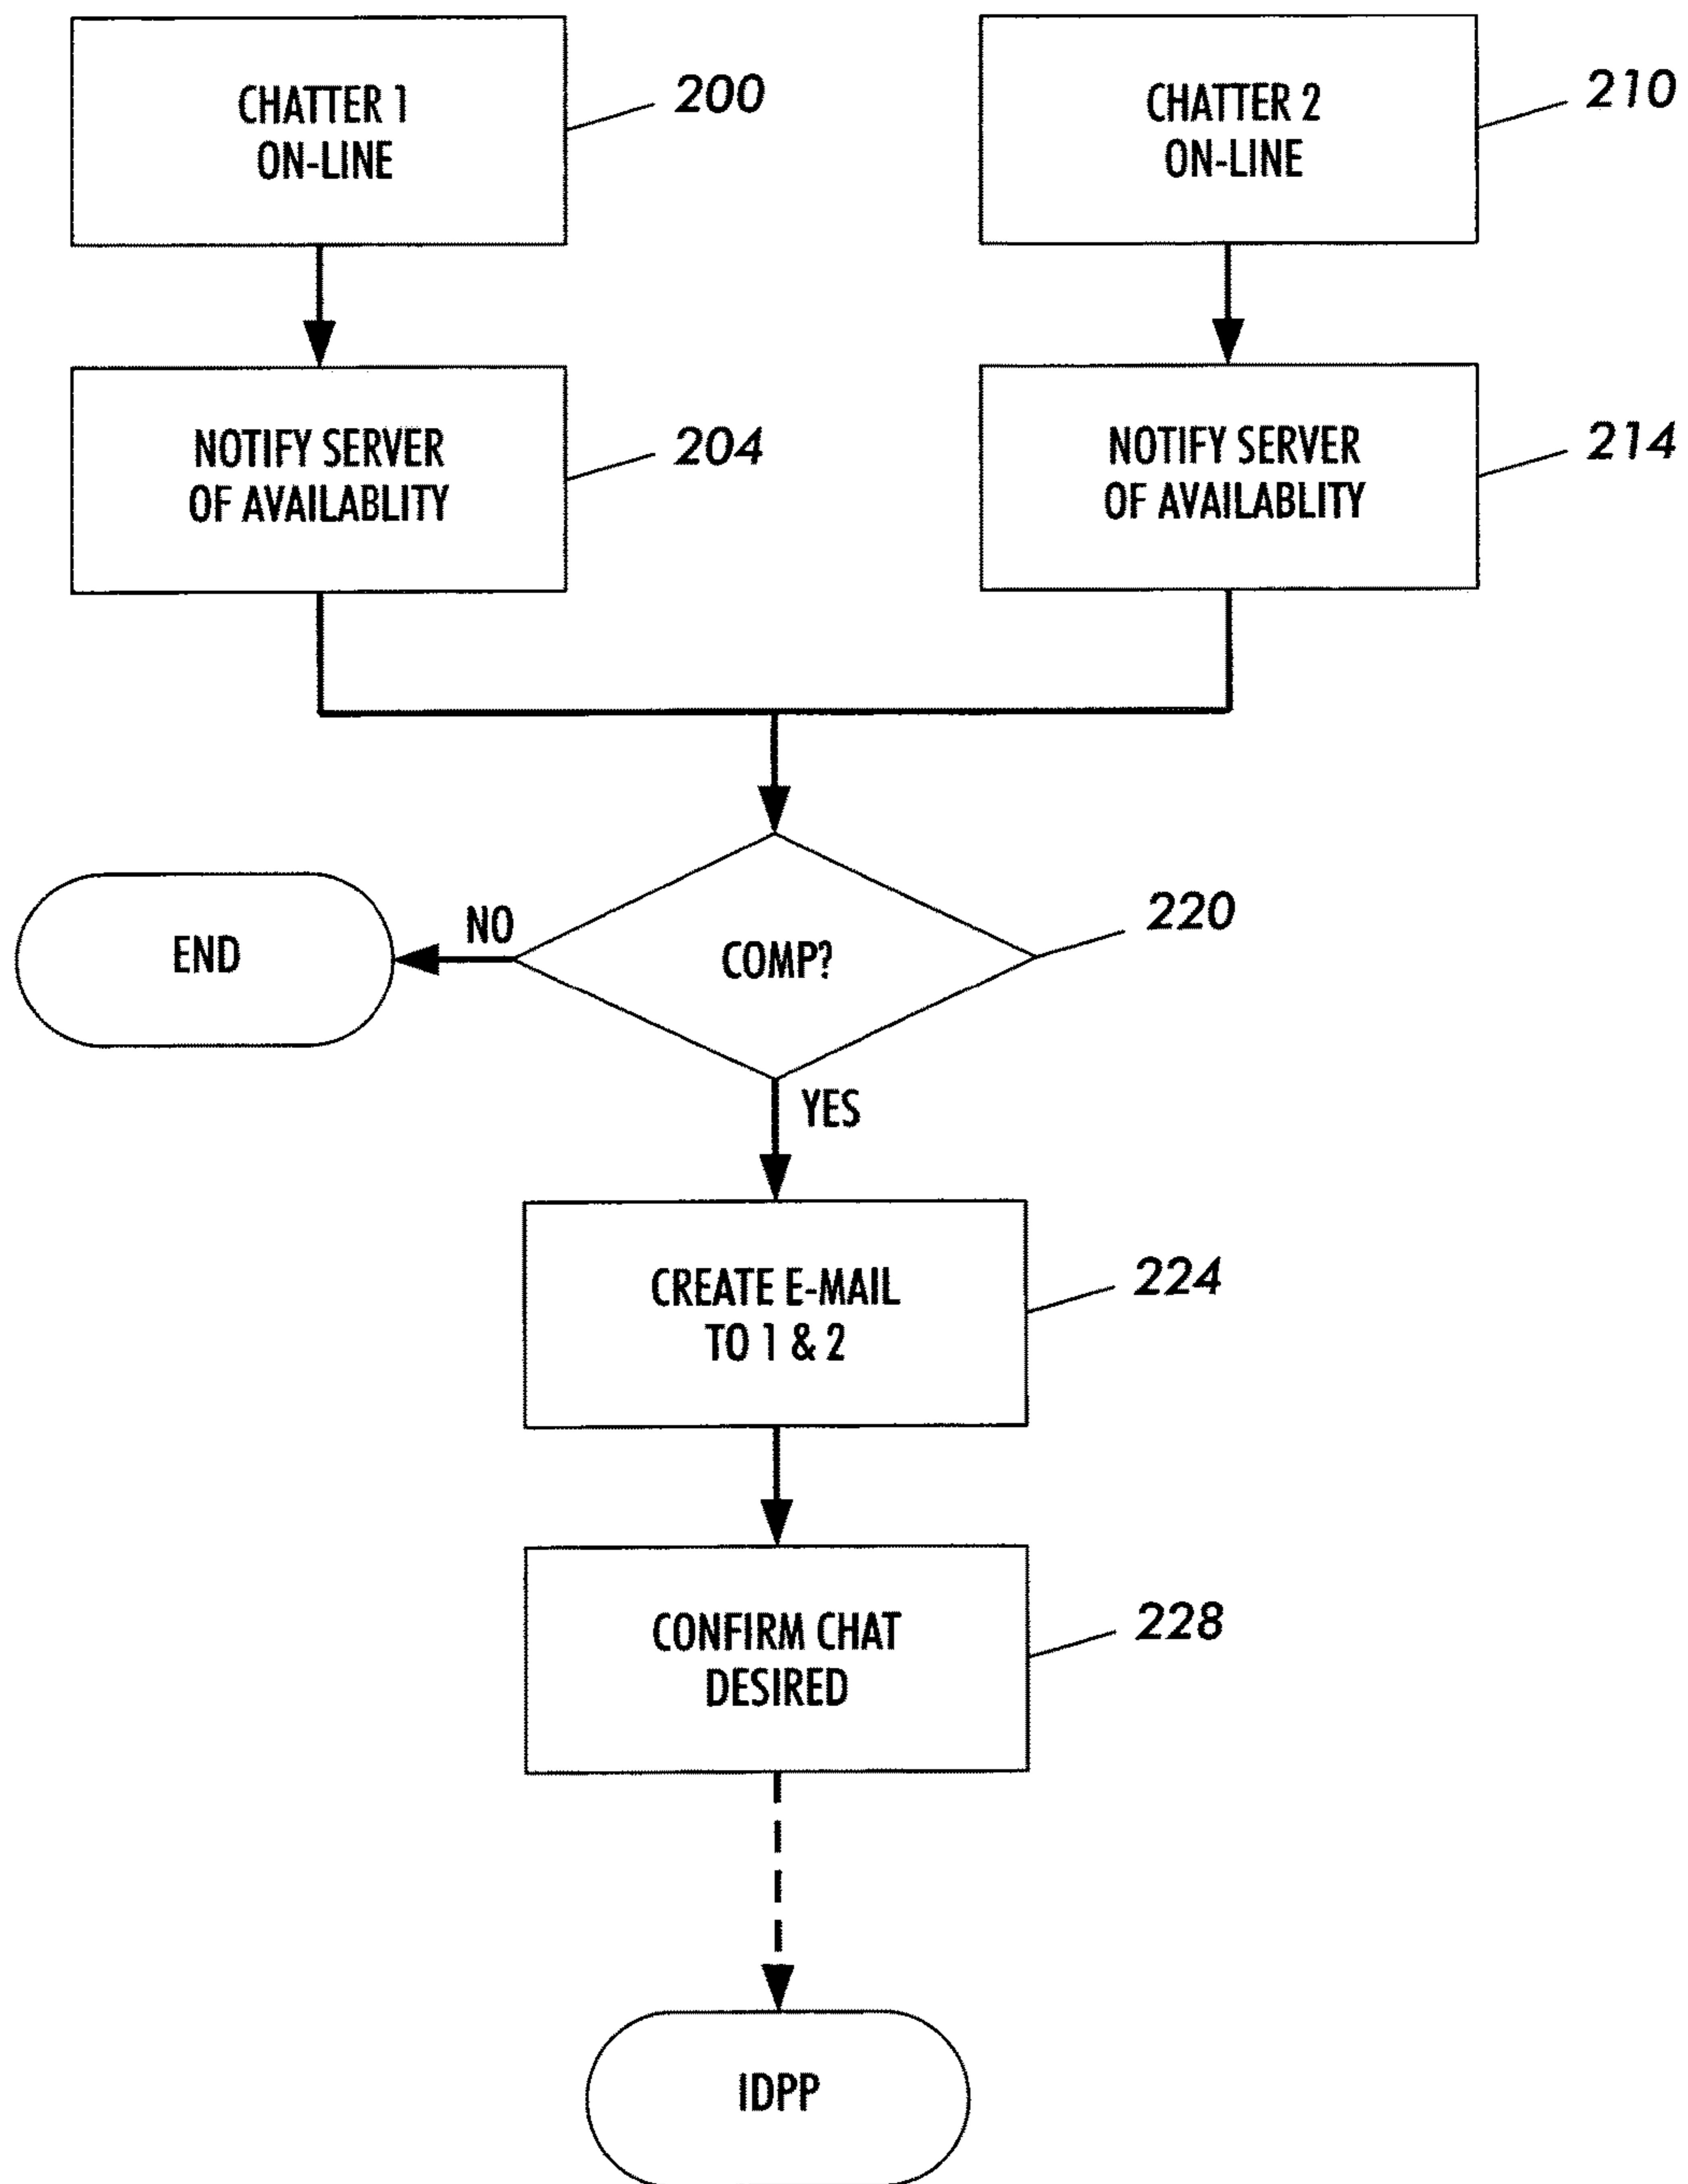 CHATTER 1
ON-LINE
200
CHATTER 2
ON-LINE
210
NOTIFY SERVER
OF AVAILABLITY
204
NOTIFY SERVER
OF AVAILABLITY
214
END
NO
COMP?
220
YES
CREATE E-MAIL
TO 1 & 2
224
CONFIRM CHAT
DESIRED
228
IDPP